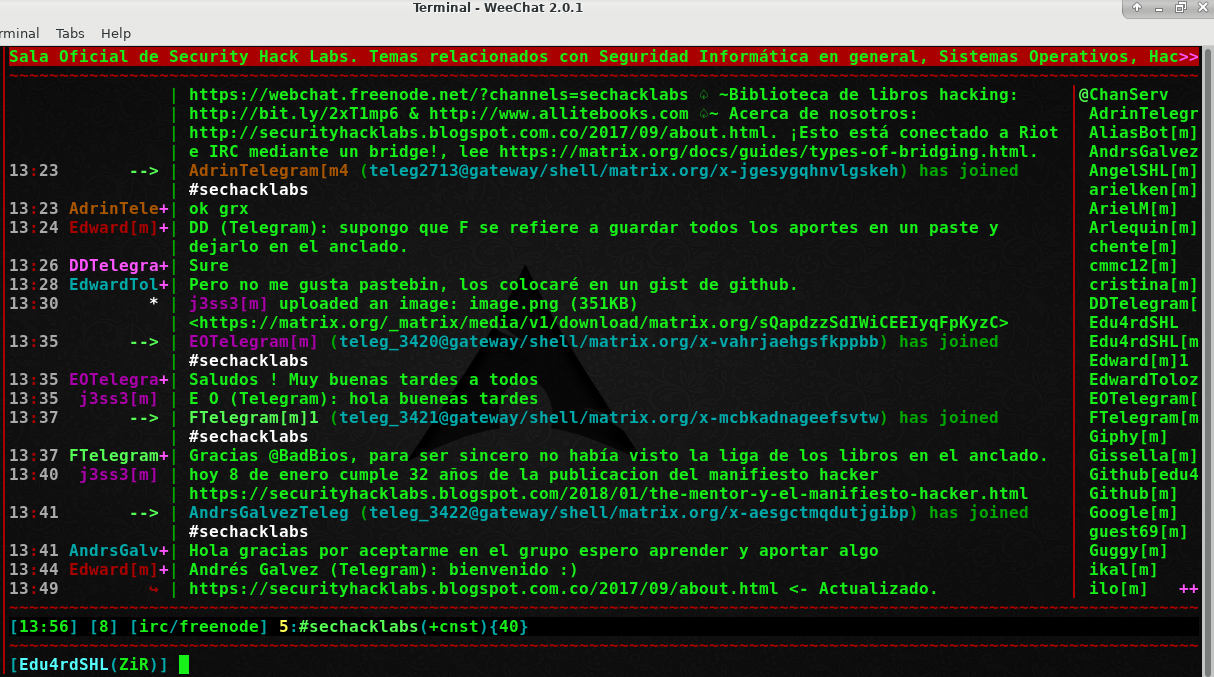 Terminal - WeeChat 2.0.1
rminal Tabs Help
Sala Oficial de Security Hack Labs. Temas relacionados con Seguridad Informática en general, Sistemas Operativos, Hac>>
| https://webchat.freenode.net/?channels=sechacklabs ♤ ~Biblioteca de libros hacking: |@ChanServ
| http://bit.ly/2xT1mp6 & http://www.allitebooks.com ♤~ Acerca de nosotros: | AdrinTelegr
| http://securityhacklabs.blogspot.com.co/2017/09/about.html. ¡Esto está conectado a Riot | AliasBot[m]
| e IRC mediante un bridge!, lee https://matrix.org/docs/guides/types-of-bridging.html. | AndrsGalvez
13:23 --> | AdrinTelegram[m4 (teleg2713@gateway/shell/matrix.org/x-jgesygqhnvlgskeh) has joined | AngelSHL[m]
| #sechacklabs | arielken[m]
13:23 AdrinTele+| ok grx | ArielM[m]
13:24 Edward[m]+| DD (Telegram): supongo que F se refiere a guardar todos los aportes en un paste y | Arlequin[m]
| dejarlo en el anclado. | chente[m]
13:26 DDTelegra+| Sure | cmmc12[m]
13:28 EdwardTol+| Pero no me gusta pastebin, los colocaré en un gist de github. | cristina[m]
13:30 * | j3ss3[m] uploaded an image: image.png (351KB) | DDTelegram[
| <https://matrix.org/_matrix/media/v1/download/matrix.org/sQapdzzSdIWiCEEIyqFpKyzC> | Edu4rdSHL
13:35 --> | EOTelegram[m] (teleg_3420@gateway/shell/matrix.org/x-vahrjaehgsfkppbb) has joined | Edu4rdSHL[m
| #sechacklabs | Edward[m]1
13:35 EOTelegra+| Saludos ! Muy buenas tardes a todos | EdwardToloz
13:35 j3ss3[m] | E O (Telegram): hola bueneas tardes | EOTelegram[
13:37 --> | FTelegram[m]1 (teleg_3421@gateway/shell/matrix.org/x-mcbkadnageefsvtw) has joined | FTelegram[m
| #sechacklabs | Giphy[m]
13:37 FTelegram+| Gracias @BadBios, para ser sincero no había visto la liga de los libros en el anclado. | Gissella[m]
13:40 j3ss3[m] | hoy 8 de enero cumple 32 años de la publicacion del manifiesto hacker | Github[edu4
| https://securityhacklabs.blogspot.com/2018/01/the-mentor-y-el-manifiesto-hacker.html | Github[m]
13:41 --> | AndrsGalvezTeleg (teleg_3422@gateway/shell/matrix.org/x-aesgctmqdutjgibp) has joined | Google[m]
| #sechacklabs | guest69[m]
13:41 AndrsGalv+| Hola gracias por aceptarme en el grupo espero aprender y aportar algo | Guggy[m]
13:44 Edward[m]+| Andrés Galvez (Telegram): bienvenido :) | ikal[m]
13:49 ↪ | https://securityhacklabs.blogspot.com.co/2017/09/about.html <- Actualizado. | ilo[m] ++
[13:56] [8] [irc/freenode] 5:#sechacklabs(+cnst){40}
[Edu4rdSHL(ZiR)]